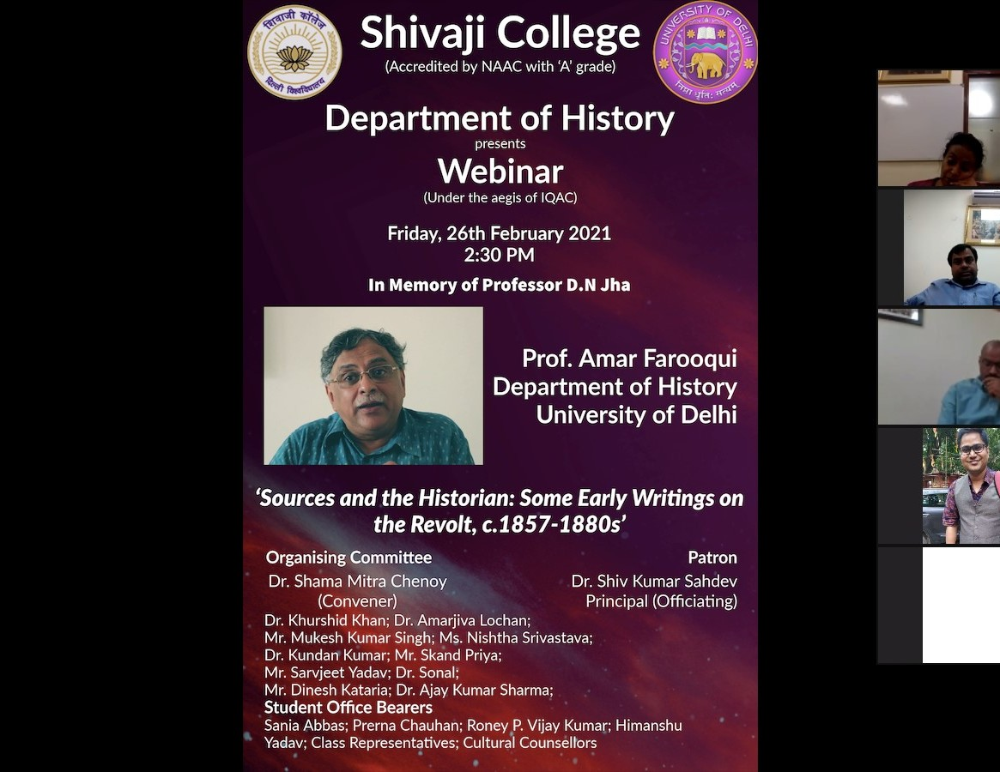 शिवाजी कॉलेज
दिल्ली विश्वविद्यालय
Shivaji College
(Accredited by NAAC with ‘A’ grade)
UNIVERSITY OF DELHI
निष्ठा धृतिः सत्यम्
Department of History
presents
Webinar
(Under the aegis of IQAC)
Friday, 26th February 2021
2:30 PM
In Memory of Professor D.N Jha
Prof. Amar Farooqui
Department of History
University of Delhi
‘Sources and the Historian: Some Early Writings on
the Revolt, c.1857-1880s’
Organising Committee
Patron
Dr. Shama Mitra Chenoy
Dr. Shiv Kumar Sahdev
(Convener)
Principal (Officiating)
Dr. Khurshid Khan; Dr. Amarjiva Lochan;
Mr. Mukesh Kumar Singh; Ms. Nishtha Srivastava;
Dr. Kundan Kumar; Mr. Skand Priya;
Mr. Sarvjeet Yadav; Dr. Sonal;
Mr. Dinesh Kataria; Dr. Ajay Kumar Sharma;
Student Office Bearers
Sania Abbas; Prerna Chauhan; Roney P. Vijay Kumar; Himanshu
Yadav; Class Representatives; Cultural Counsellors